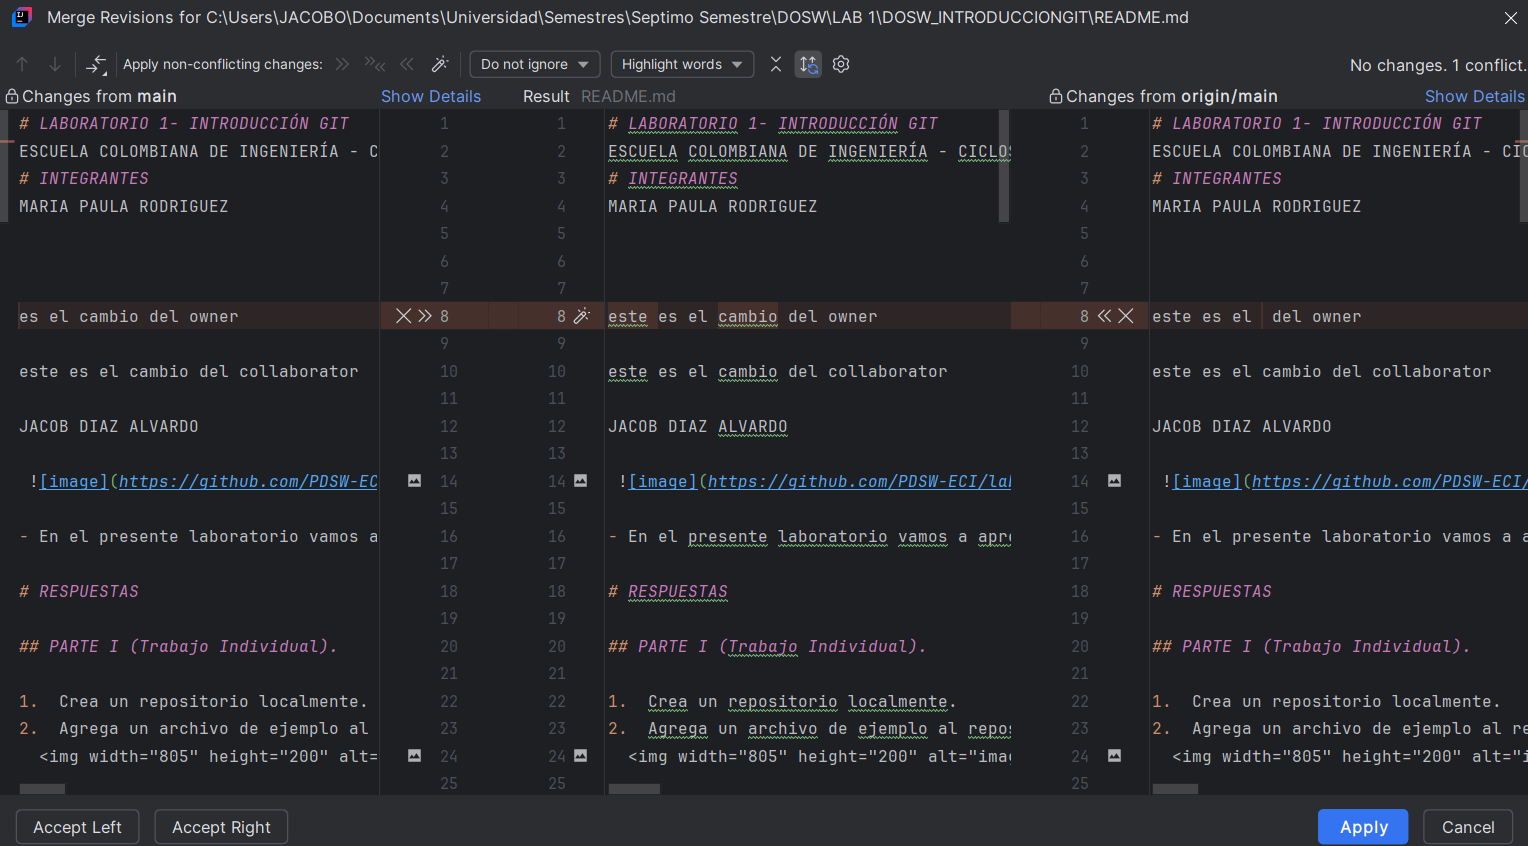 Merge Revisions for C:\Users\JACOBO\Documents\Universidad\Semestres\Septimo Semestre\DOSW\LAB 1\DOSW_INTRODUCCIONGIT\README.md
Apply non-conflicting changes:
Do not ignore
Highlight words
No changes. 1 conflict.
Changes from main
Show Details
Result README.md
Changes from origin/main
Show Details
# LABORATORIO 1- INTRODUCCIÓN GIT 1 1 # LABORATORIO 1- INTRODUCCIÓN GIT 1 # LABORATORIO 1- INTRODUCCIÓN GIT
ESCUELA COLOMBIANA DE INGENIERÍA - C 2 2 ESCUELA COLOMBIANA DE INGENIERÍA - CICLOS 2 ESCUELA COLOMBIANA DE INGENIERÍA - CIC
# INTEGRANTES 3 3 # INTEGRANTES 3 # INTEGRANTES
MARIA PAULA RODRIGUEZ 4 4 MARIA PAULA RODRIGUEZ 4 MARIA PAULA RODRIGUEZ
5 5 5
6 6 6
7 7 7
es el cambio del owner 8 8 este es el cambio del owner 8 este es el  del owner
9 9 9
este es el cambio del collaborator 10 10 este es el cambio del collaborator 10 este es el cambio del collaborator
11 11 11
JACOB DIAZ ALVARDO 12 12 JACOB DIAZ ALVARDO 12 JACOB DIAZ ALVARDO
13 13 13
![image](https://github.com/PDSW-EC 14 14 ![image](https://github.com/PDSW-ECI/lab 14 ![image](https://github.com/PDSW-ECI/
15 15 15
- En el presente laboratorio vamos a 16 16 - En el presente laboratorio vamos a apre 16 - En el presente laboratorio vamos a a
17 17 17
# RESPUESTAS 18 18 # RESPUESTAS 18 # RESPUESTAS
19 19 19
## PARTE I (Trabajo Individual). 20 20 ## PARTE I (Trabajo Individual). 20 ## PARTE I (Trabajo Individual).
21 21 21
1. Crea un repositorio localmente. 22 22 1. Crea un repositorio localmente. 22 1. Crea un repositorio localmente.
2. Agrega un archivo de ejemplo al 23 23 2. Agrega un archivo de ejemplo al repos 23 2. Agrega un archivo de ejemplo al re
<img width="805" height="200" alt= 24 24 <img width="805" height="200" alt="imag 24 <img width="805" height="200" alt="i
25 25 25
Accept Left
Accept Right
Apply
Cancel